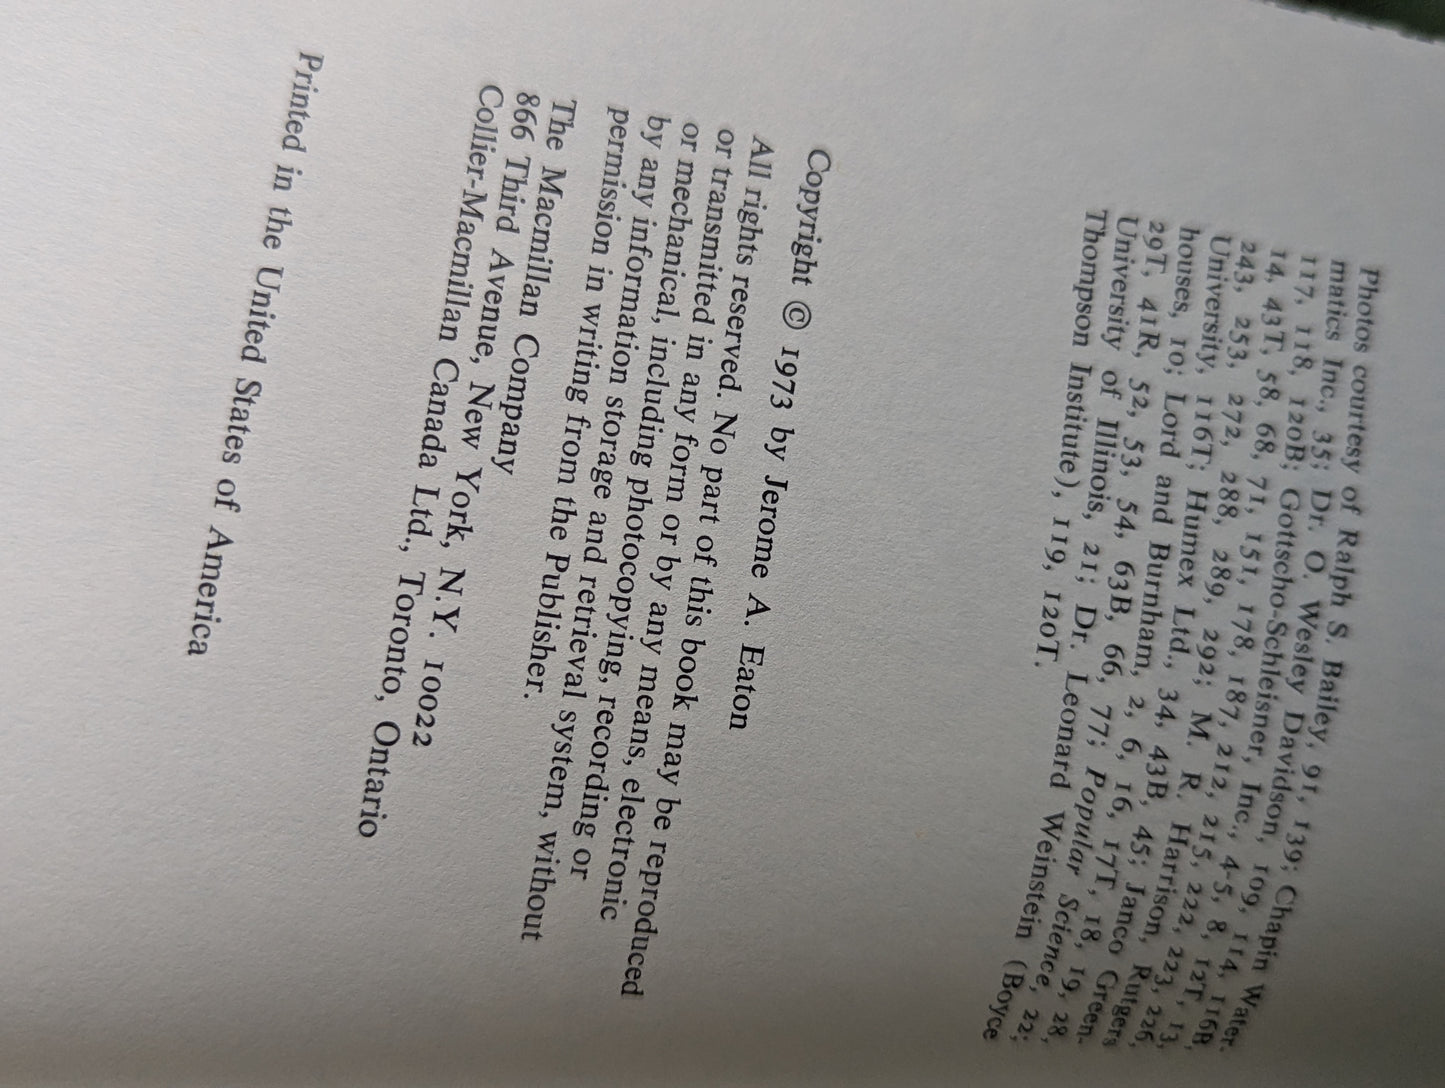 Photos courtesy of Ralph S. Bailey, 91, 139; Chapin Water-
matics Inc., 35; Dr. O. Wesley Davidson, 109, 114, 116B,
117, 118, 120B; Gottscho-Schleisner, Inc., 4-5, 8, 12T, 13,
14, 43T, 58, 68, 71, 151, 178, 187, 212, 215, 222, 223, 226,
243, 253, 272, 288, 289, 292; M. R. Harrison, Rutgers
University, 116T; Humex Ltd., 34, 43B, 45; Janco Green-
houses, 10; Lord and Burnham, 2, 6, 16, 17T, 18, 19, 28,
29T, 41R, 52, 53, 54, 63B, 66, 77; Popular Science, 22;
University of Illinois, 21; Dr. Leonard Weinstein (Boyce
Thompson Institute), 119, 120T.
Copyright © 1973 by Jerome A. Eaton
All rights reserved. No part of this book may be reproduced
or transmitted in any form or by any means, electronic
or mechanical, including photocopying, recording or
by any information storage and retrieval system, without
permission in writing from the Publisher.
The Macmillan Company
866 Third Avenue, New York, N.Y. 10022
Collier-Macmillan Canada Ltd., Toronto, Ontario
Printed in the United States of America